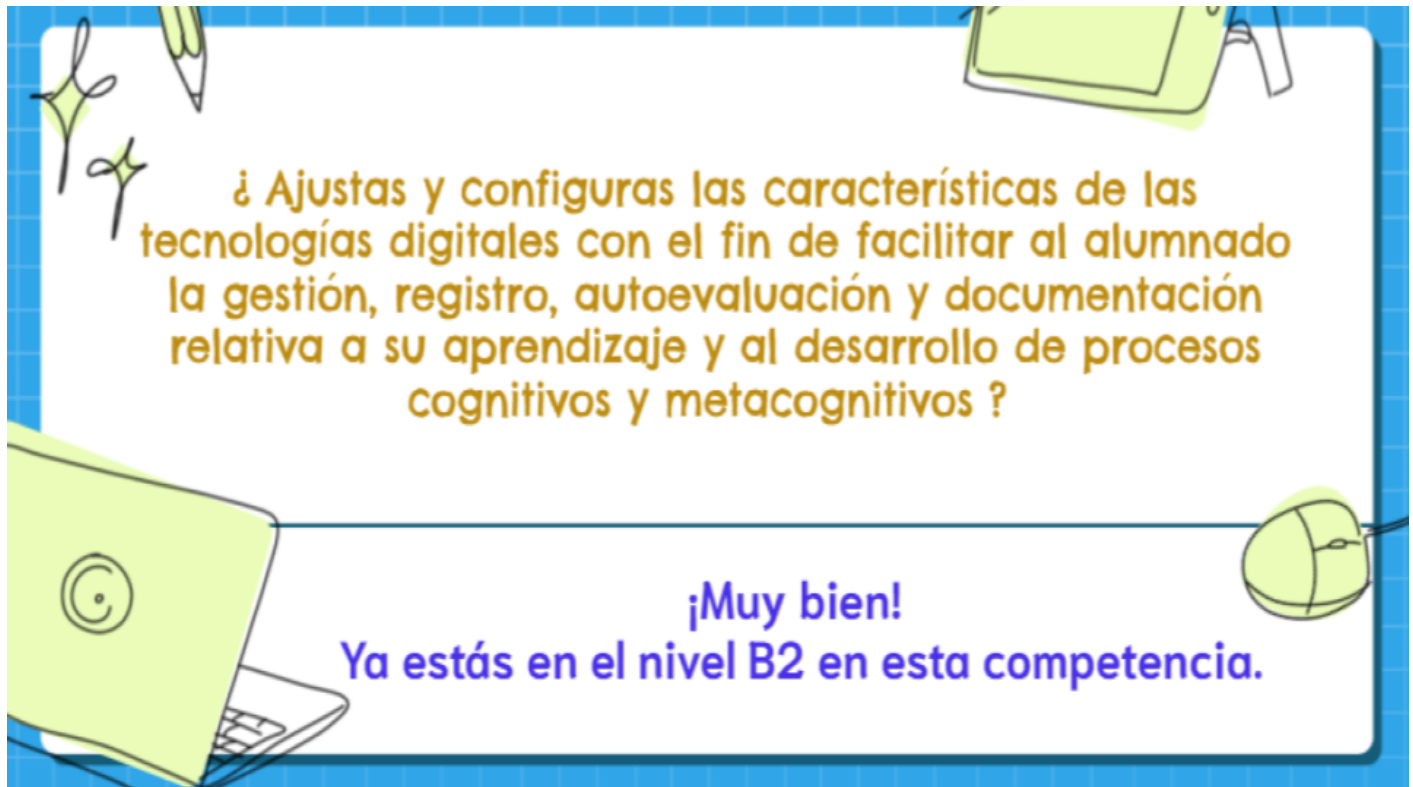 ¿ Ajustas y configuras las características de las
tecnologías digitales con el fin de facilitar al alumnado
la gestión, registro, autoevaluación y documentación
relativa a su aprendizaje y al desarrollo de procesos
cognitivos y metacognitivos ?
¡Muy bien!
Ya estás en el nivel B2 en esta competencia.